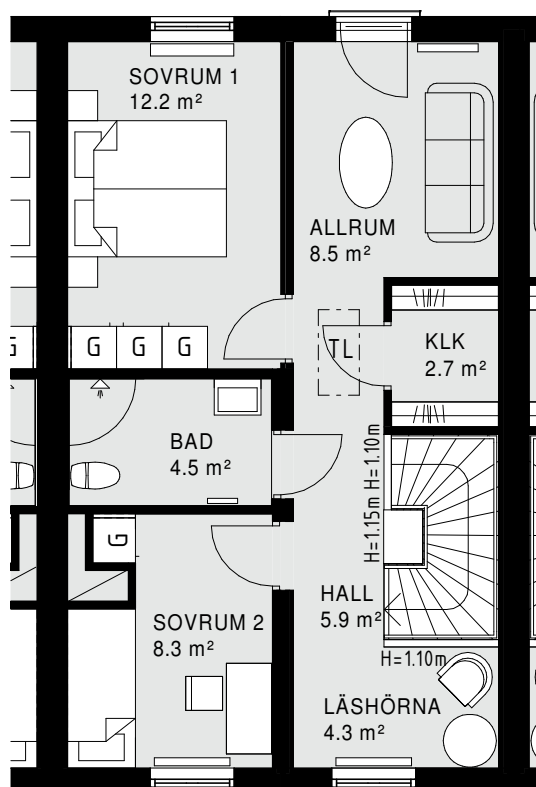 SOVRUM 1
12.2 m²
ALLRUM
8.5 m²
G
G
G
G
TL
KLK
2.7 m²
BAD
4.5 m²
H=1.15m H=1.10m
G
HALL
5.9 m²
SOVRUM 2
8.3 m²
H=1.10m
LÄSHÖRNA
4.3 m²